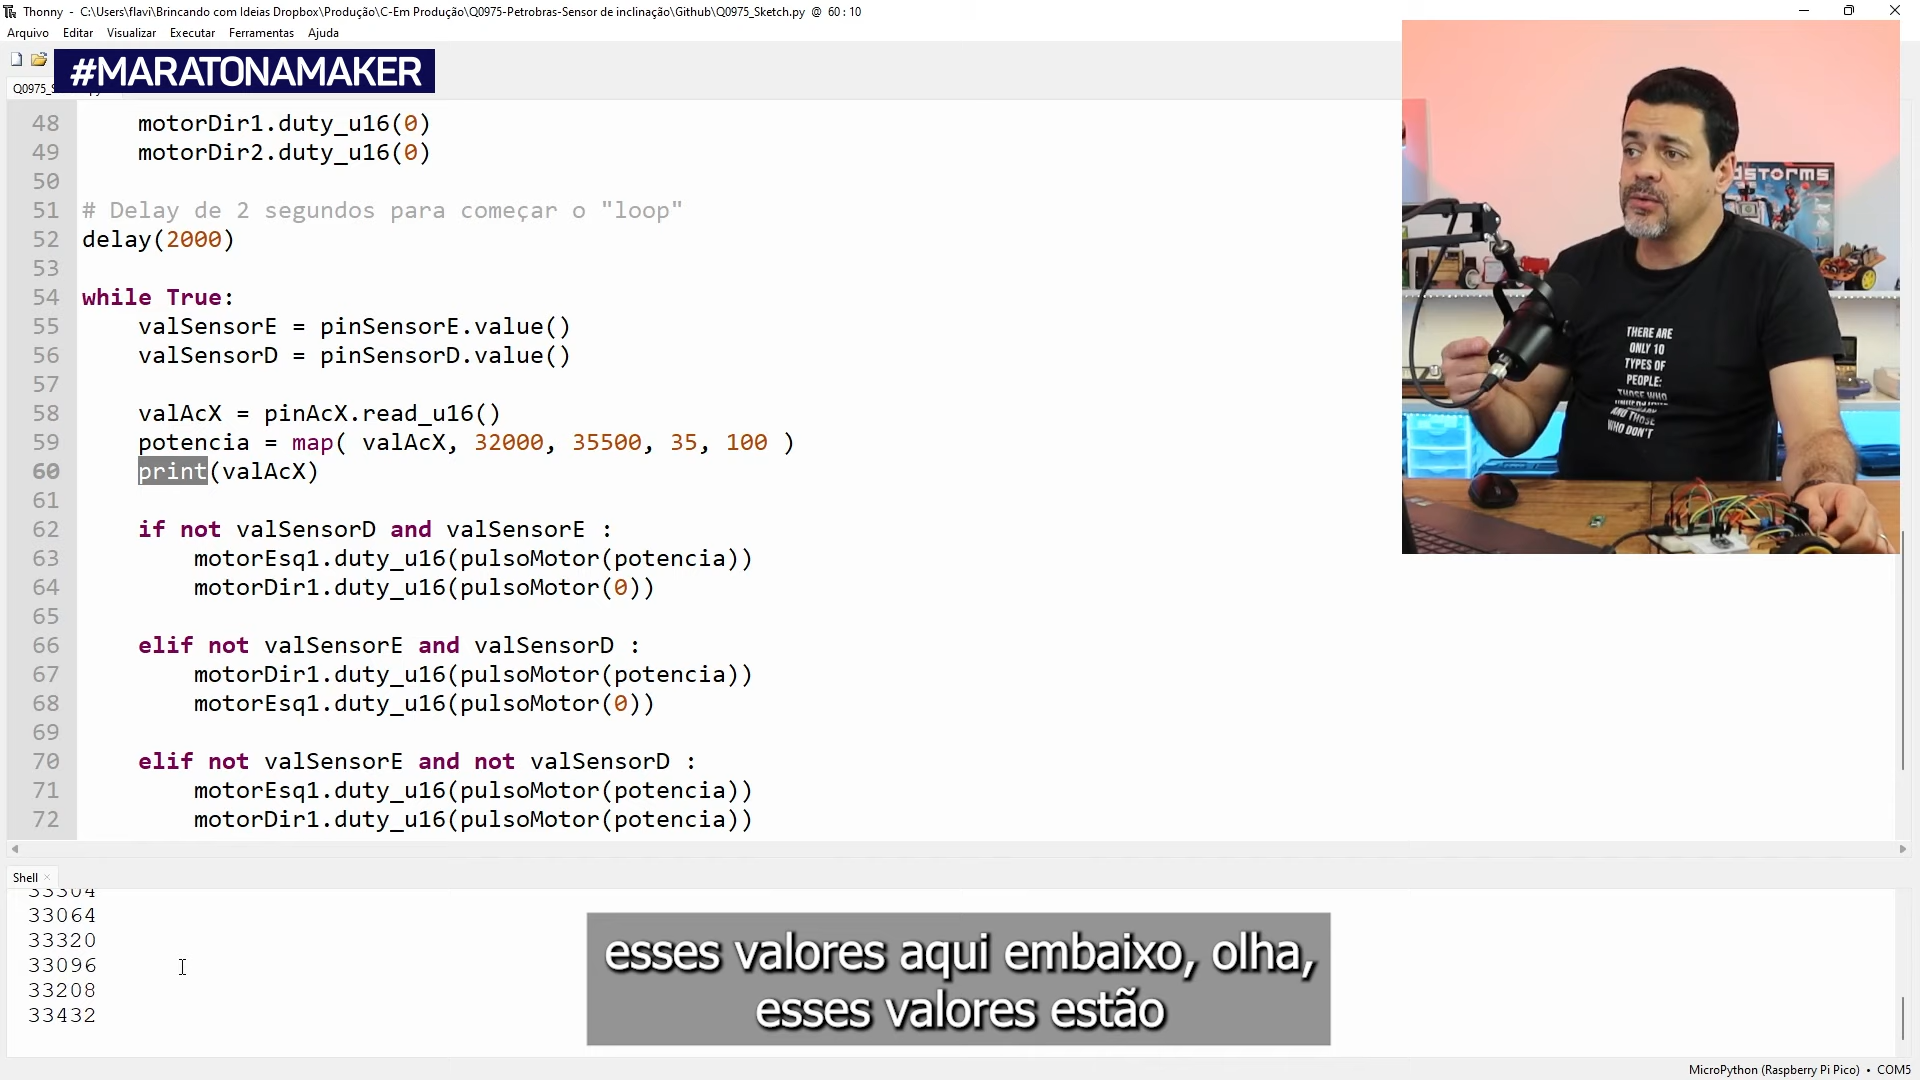 Thonny - C:\Users\flavi\Brincando com Ideias Dropbox\Produção\C-Em Produção\Q0975-Petrobras-Sensor de inclinação\Github\Q0975_Sketch.py @ 60 : 10
Arquivo Editar Visualizar Executar Ferramentas Ajuda
#MARATONAMAKER
48 motorDir1.duty_u16(0)
49 motorDir2.duty_u16(0)
50
51 # Delay de 2 segundos para começar o "loop"
52 delay(2000)
53
54 while True:
55 valSensorE = pinSensorE.value()
56 valSensorD = pinSensorD.value()
57
58 valAcX = pinAcX.read_u16()
59 potencia = map( valAcX, 32000, 35500, 35, 100 )
60 print(valAcX)
61
62 if not valSensorD and valSensorE :
63 motorEsq1.duty_u16(pulsoMotor(potencia))
64 motorDir1.duty_u16(pulsoMotor(0))
65
66 elif not valSensorE and valSensorD :
67 motorDir1.duty_u16(pulsoMotor(potencia))
68 motorEsq1.duty_u16(pulsoMotor(0))
69
70 elif not valSensorE and not valSensorD :
71 motorEsq1.duty_u16(pulsoMotor(potencia))
72 motorDir1.duty_u16(pulsoMotor(potencia))
THERE ARE
ONLY 10
TYPES OF
PEOPLE:
THOSE WHO
UNDERSTAND
AND THOSE
WHO DON'T
Shell
33304
33064
33320
33096
33208
33432
esses valores aqui embaixo, olha,
esses valores estão
MicroPython (Raspberry Pi Pico) • COM5